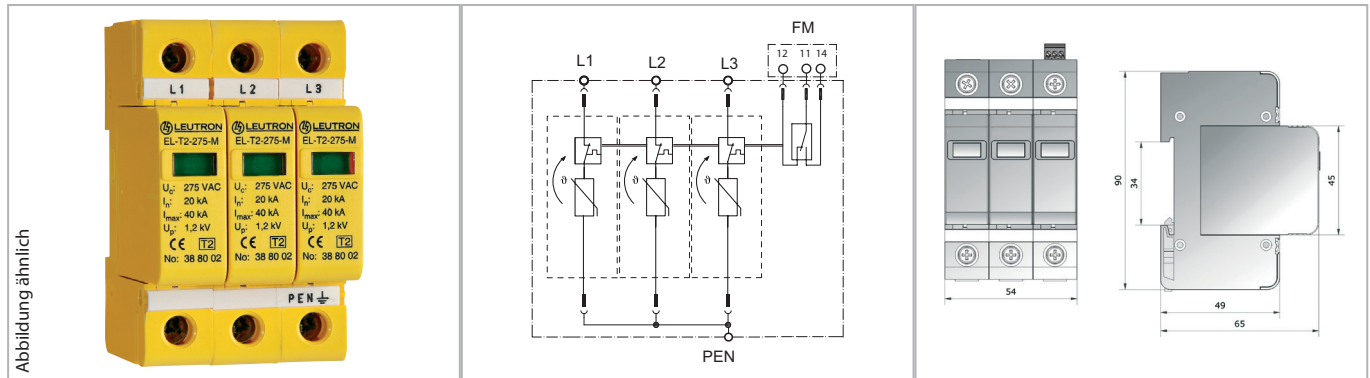 Abbildung ähnlich
L1 L2 L3
LEUTRON LEUTRON LEUTRON
EL-T2-275-M EL-T2-275-M EL-T2-275-M
Uc: 275 VAC Uc: 275 VAC Uc: 275 VAC
In: 20 kA In: 20 kA In: 20 kA
Imax: 40 kA Imax: 40 kA Imax: 40 kA
Up: 1,2 kV Up: 1,2 kV Up: 1,2 kV
CE T2 CE T2 CE T2
No: 38 80 02 No: 38 80 02 No: 38 80 02
PEN
FM
12 11 14
L1 L2 L3
ϑ ϑ ϑ
PEN
54
90
34
45
49
65